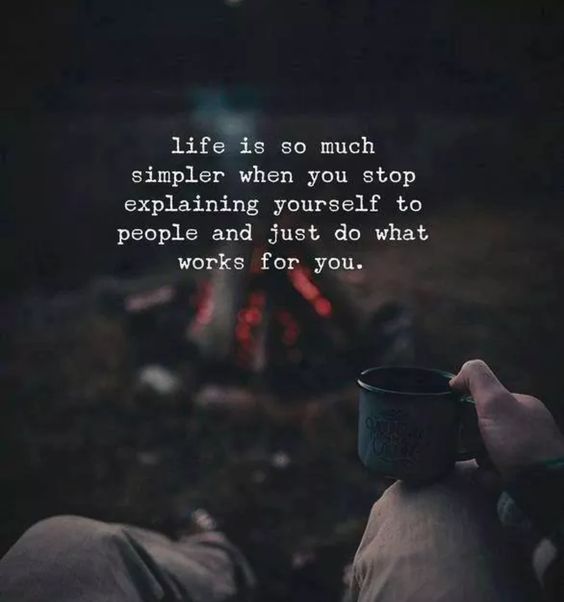 life is so much
simpler when you stop
explaining yourself to
people and just do what
works for you.